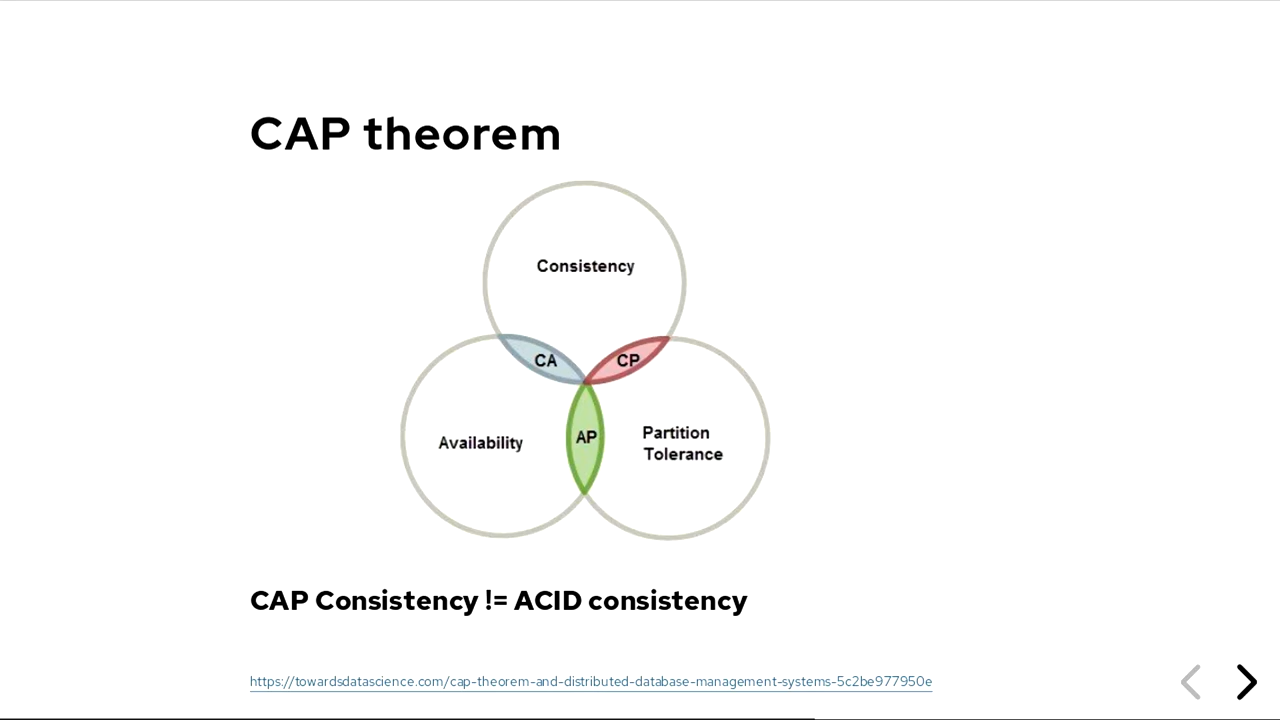 CAP theorem
Consistency
CA
CP
Availability
AP
Partition
Tolerance
CAP Consistency != ACID consistency
https://towardsdatascience.com/cap-theorem-and-distributed-database-management-systems-5c2be977950e